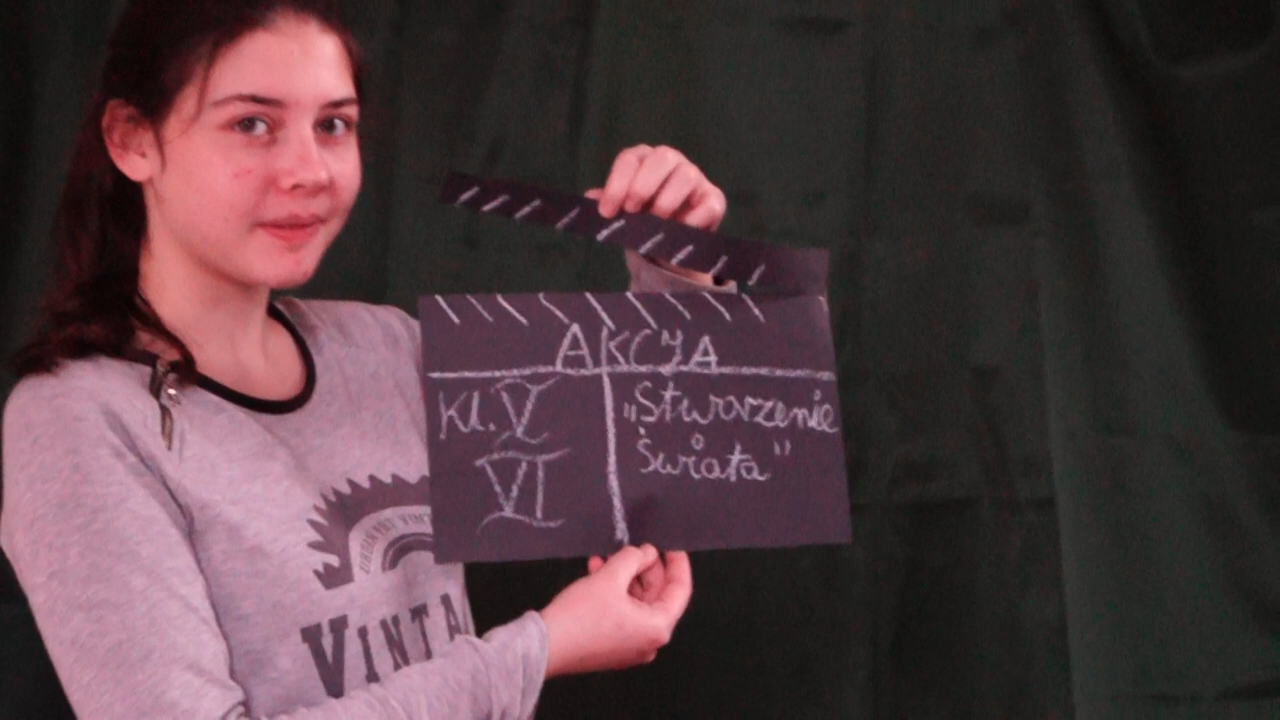 AKCJA
Kl. V
VI
„Stworzenie
Świata"
VINTA